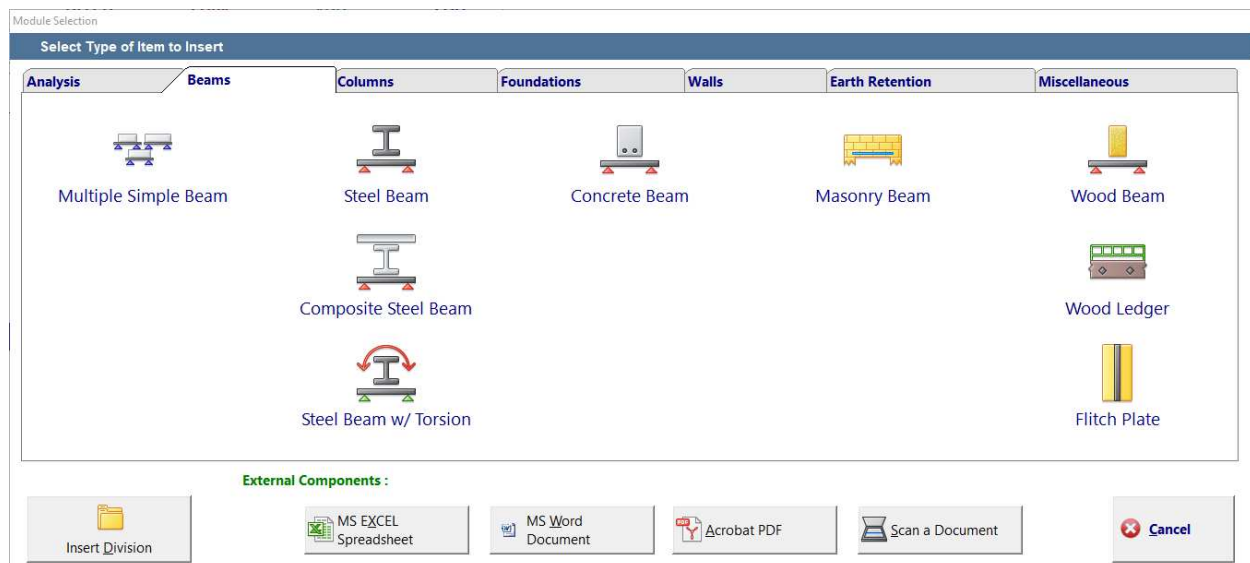 Module Selection
Select Type of Item to Insert
Analysis
Beams
Columns
Foundations
Walls
Earth Retention
Miscellaneous
Multiple Simple Beam
Steel Beam
Concrete Beam
Masonry Beam
Wood Beam
Composite Steel Beam
Wood Ledger
Steel Beam w/ Torsion
Flitch Plate
External Components :
Insert Division
MS EXCEL
Spreadsheet
MS Word
Document
Acrobat PDF
Scan a Document
Cancel